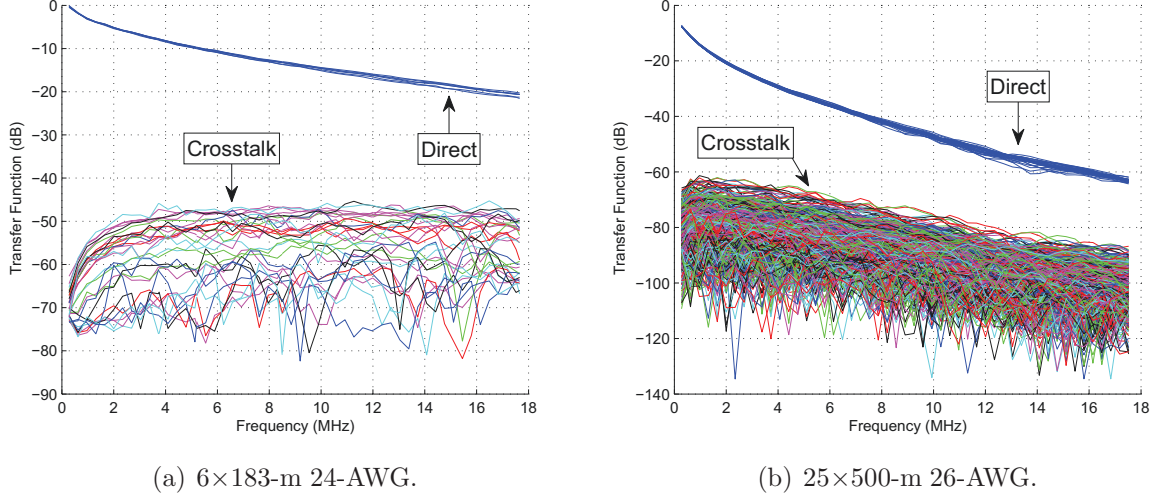 0
−10
−20
−30
−40
−50
−60
−70
−80
−90
Transfer Function (dB)
Crosstalk
Direct
0 2 4 6 8 10 12 14 16 18
Frequency (MHz)
(a) 6×183-m 24-AWG.
0
−20
−40
−60
−80
−100
−120
−140
Transfer Function (dB)
Direct
Crosstalk
0 2 4 6 8 10 12 14 16 18
Frequency (MHz)
(b) 25×500-m 26-AWG.